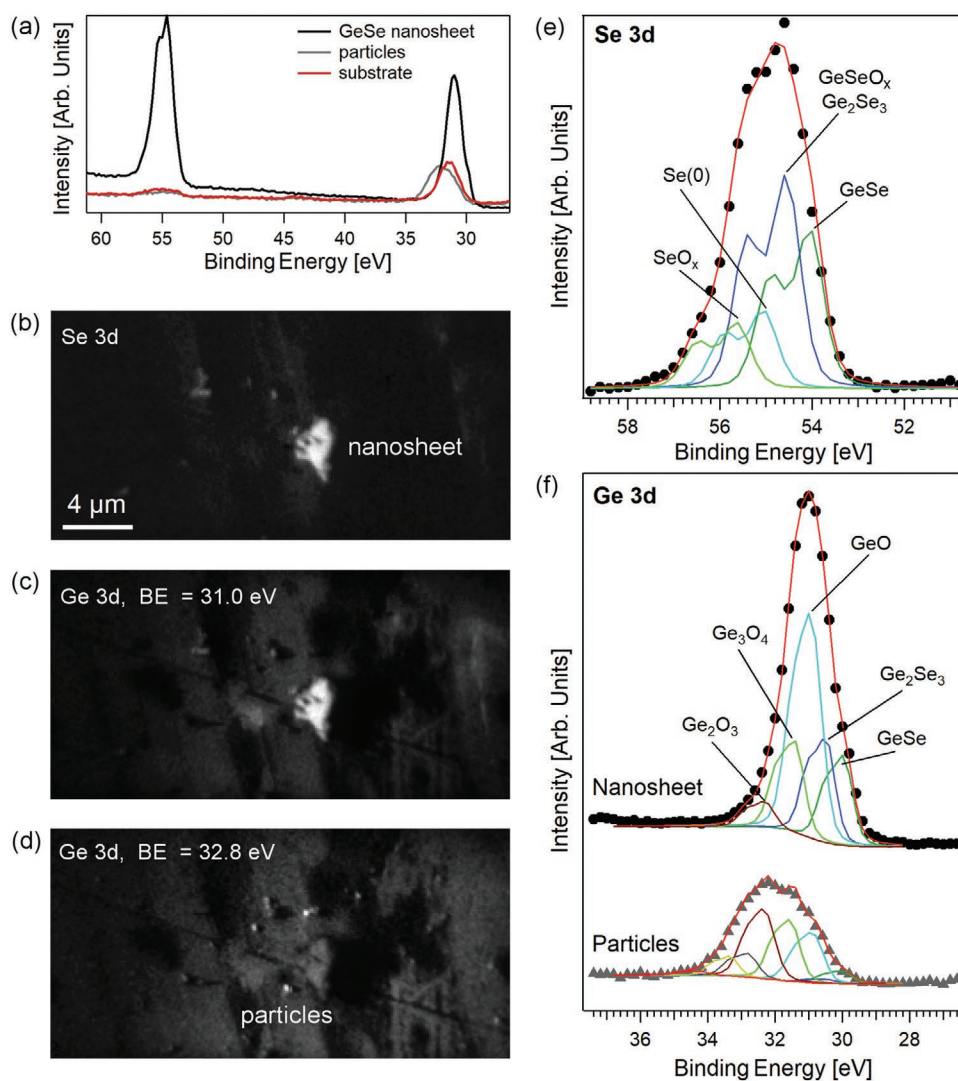 (a)
Intensity [Arb. Units]
GeSe nanosheet
particles
substrate
60 55 50 45 40 35 30
Binding Energy [eV]
(b)
Se 3d
nanosheet
4 µm
(c)
Ge 3d, BE = 31.0 eV
(d)
Ge 3d, BE = 32.8 eV
particles
(e)
Se 3d
Intensity [Arb. Units]
GeSeOₓ
Ge₂Se₃
Se(0)
GeSe
SeOₓ
58 56 54 52
Binding Energy [eV]
(f)
Ge 3d
Intensity [Arb. Units]
GeO
Ge₃O₄
Ge₂Se₃
Ge₂O₃
GeSe
Nanosheet
Particles
36 34 32 30 28
Binding Energy [eV]